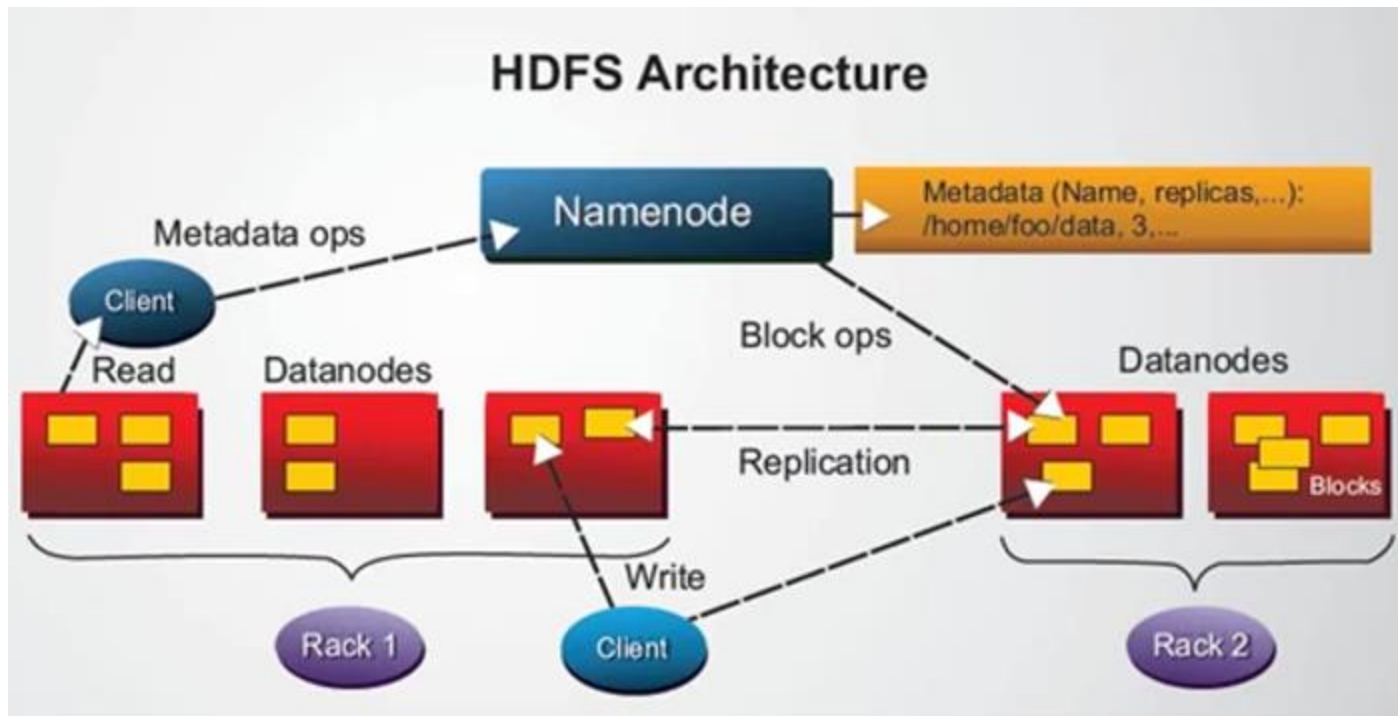 HDFS Architecture
Namenode
Metadata (Name, replicas,...):
/home/foo/data, 3,...
Metadata ops
Client
Block ops
Read
Datanodes
Datanodes
Replication
Blocks
Write
Rack 1
Client
Rack 2